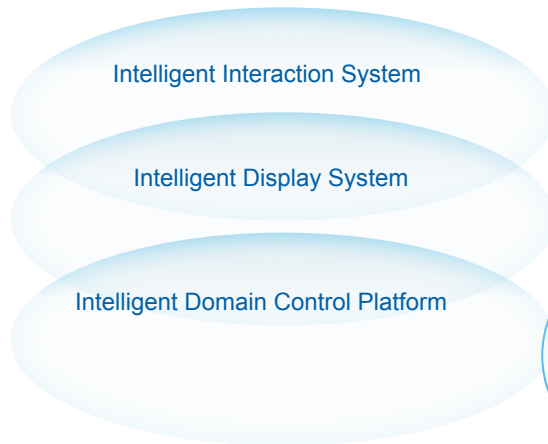 Intelligent Interaction System
Intelligent Display System
Intelligent Domain Control Platform